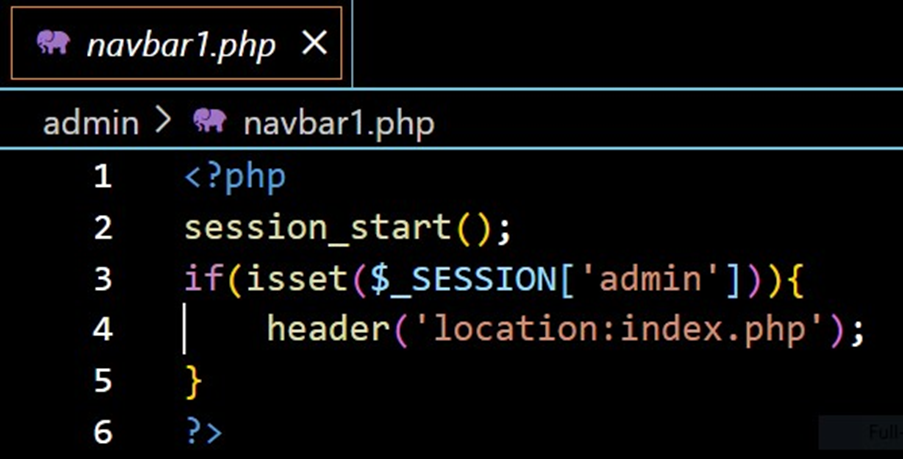 navbar1.php ×
admin > navbar1.php
1 <?php
2 session_start();
3 if(isset($_SESSION['admin'])){
4     header('location:index.php');
5 }
6 ?>
Full-